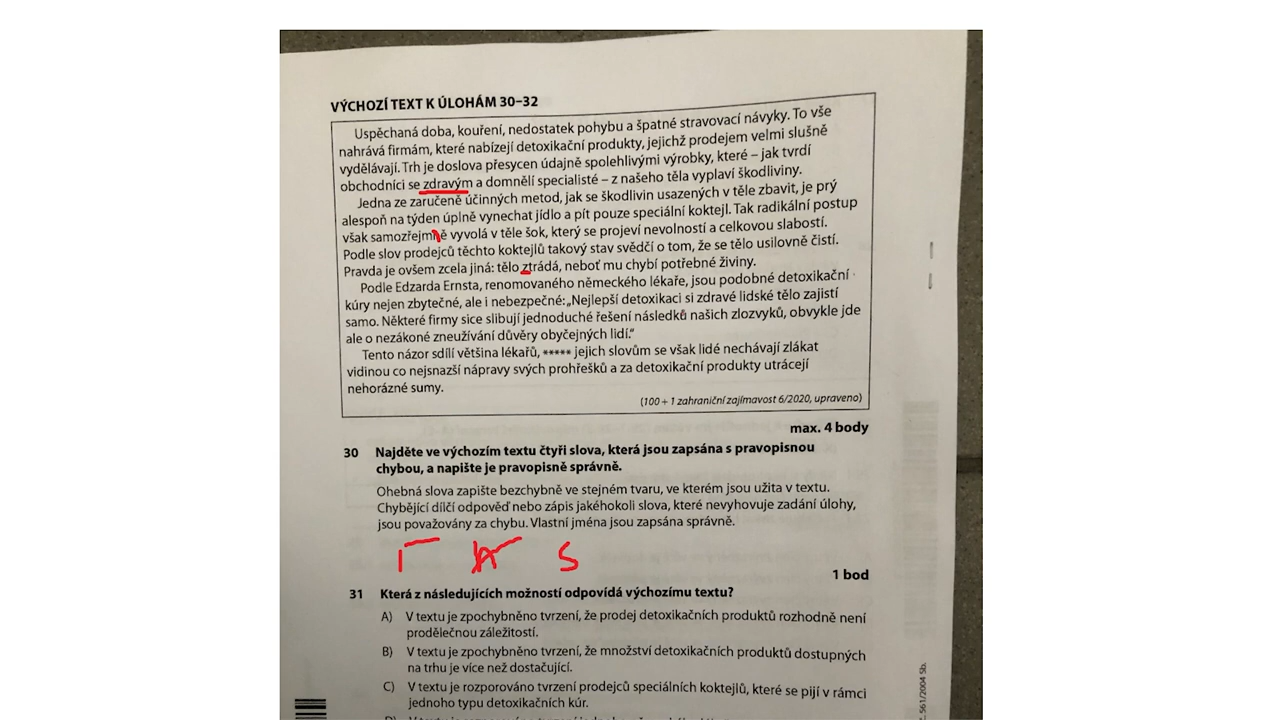 VÝCHOZÍ TEXT K ÚLOHÁM 30–32
Uspěchaná doba, kouření, nedostatek pohybu a špatné stravovací návyky. To vše
nahrává firmám, které nabízejí detoxikační produkty, jejichž prodejem velmi slušně
vydělávají. Trh je doslova přesycen údajně spolehlivými výrobky, které – jak tvrdí
obchodníci se zdravým a domnělí specialisté – z našeho těla vyplaví škodliviny.
Jedna ze zaručeně účinných metod, jak se škodlivin usazených v těle zbavit, je prý
alespoň na týden úplně vynechat jídlo a pít pouze speciální koktejl. Tak radikální postup
však samozřejmně vyvolá v těle šok, který se projeví nevolností a celkovou slabostí.
Podle slov prodejců těchto koktejlů takový stav svědčí o tom, že se tělo usilovně čistí.
Pravda je ovšem zcela jiná: tělo ztrádá, neboť mu chybí potřebné živiny.
Podle Edzarda Ernsta, renomovaného německého lékaře, jsou podobné detoxikační
kúry nejen zbytečné, ale i nebezpečné: „Nejlepší detoxikaci si zdravé lidské tělo zajistí
samo. Některé firmy sice slibují jednoduché řešení následků našich zlozvyků, obvykle jde
ale o nezákoné zneužívání důvěry obyčejných lidí.“
Tento názor sdílí většina lékařů, ***** jejich slovům se však lidé nechávají zlákat
vidinou co nejsnazší nápravy svých prohřešků a za detoxikační produkty utrácejí
nehorázné sumy.
(100 + 1 zahraniční zajímavost 6/2020, upraveno)
max. 4 body
30 Najděte ve výchozím textu čtyři slova, která jsou zapsána s pravopisnou
chybou, a napište je pravopisně správně.
Ohebná slova zapište bezchybně ve stejném tvaru, ve kterém jsou užita v textu.
Chybějící dílčí odpověď nebo zápis jakéhokoli slova, které nevyhovuje zadání úlohy,
jsou považovány za chybu. Vlastní jména jsou zapsána správně.
1 bod
31 Která z následujících možností odpovídá výchozímu textu?
A) V textu je zpochybněno tvrzení, že prodej detoxikačních produktů rozhodně není
prodělečnou záležitostí.
B) V textu je zpochybněno tvrzení, že množství detoxikačních produktů dostupných
na trhu je více než dostačující.
C) V textu je rozporováno tvrzení prodejců speciálních koktejlů, které se pijí v rámci
jednoho typu detoxikačních kúr.
561/2004 Sb.